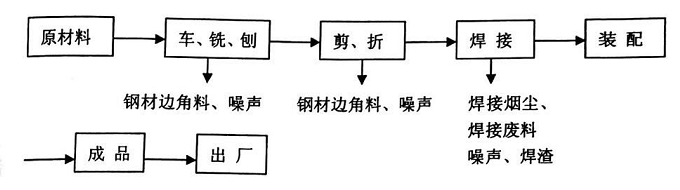 原材料 车、铣、刨 剪、折 焊接 装配
钢材边角料、噪声 钢材边角料、噪声 焊接烟尘、
焊接废料
噪声、焊渣
成品 出厂